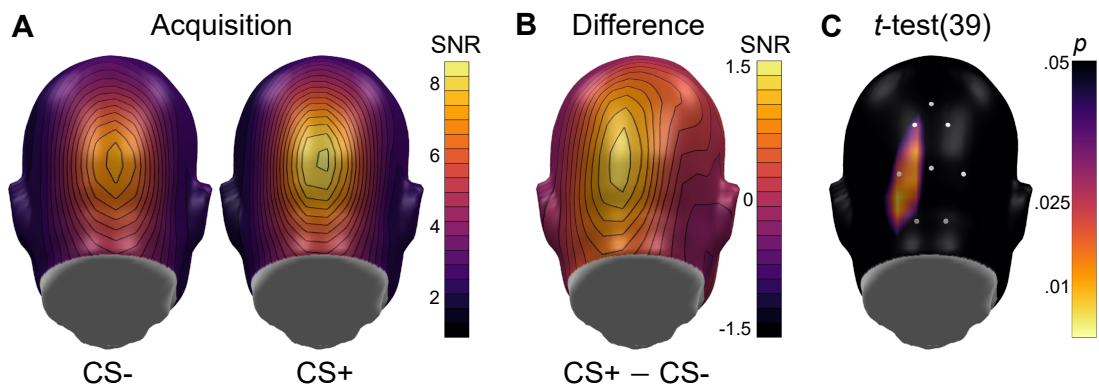 A
Acquisition
SNR
8
6
4
2
CS-
CS+
B
Difference
SNR
1.5
0
-1.5
CS+ – CS-
C
t-test(39)
p
.05
.025
.01